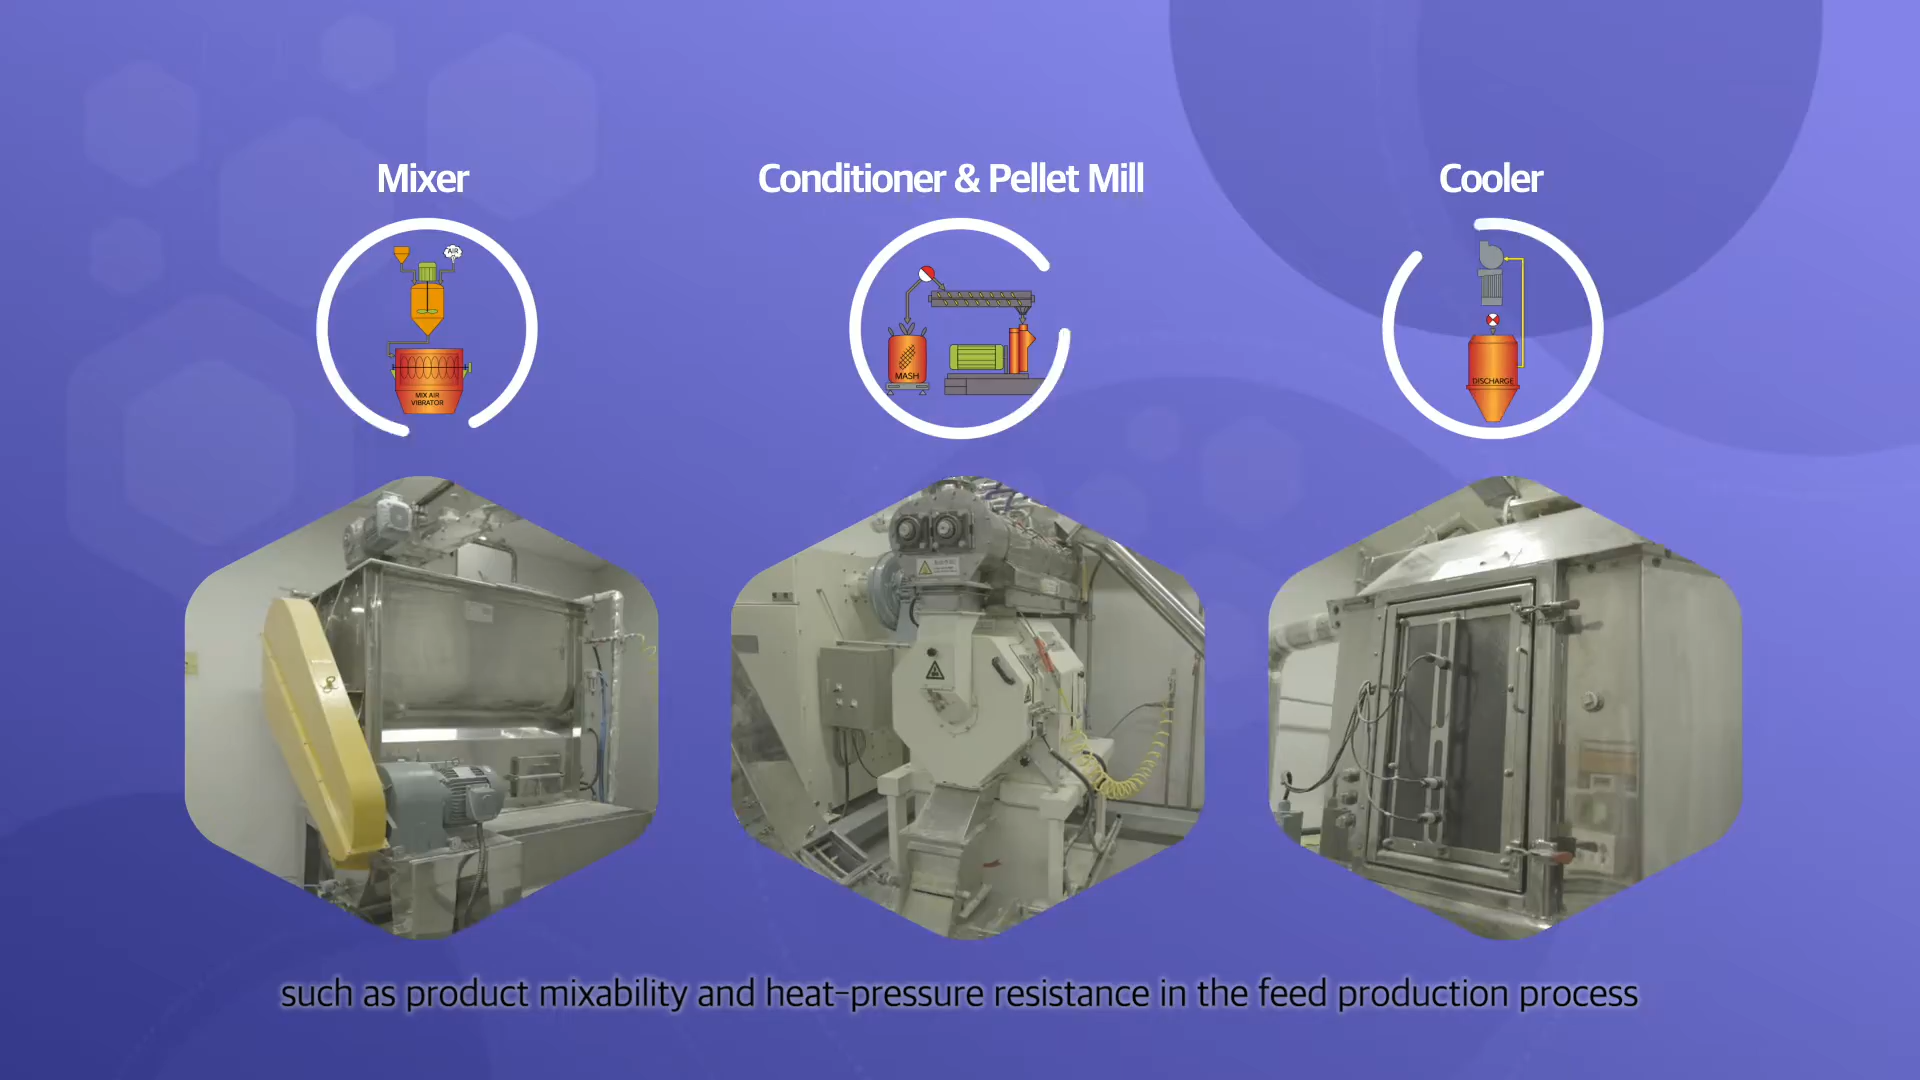 Mixer
Conditioner & Pellet Mill
Cooler
AIR
MIX AIR
VIBRATOR
MASH
DISCHARGE
such as product mixability and heat-pressure resistance in the feed production process